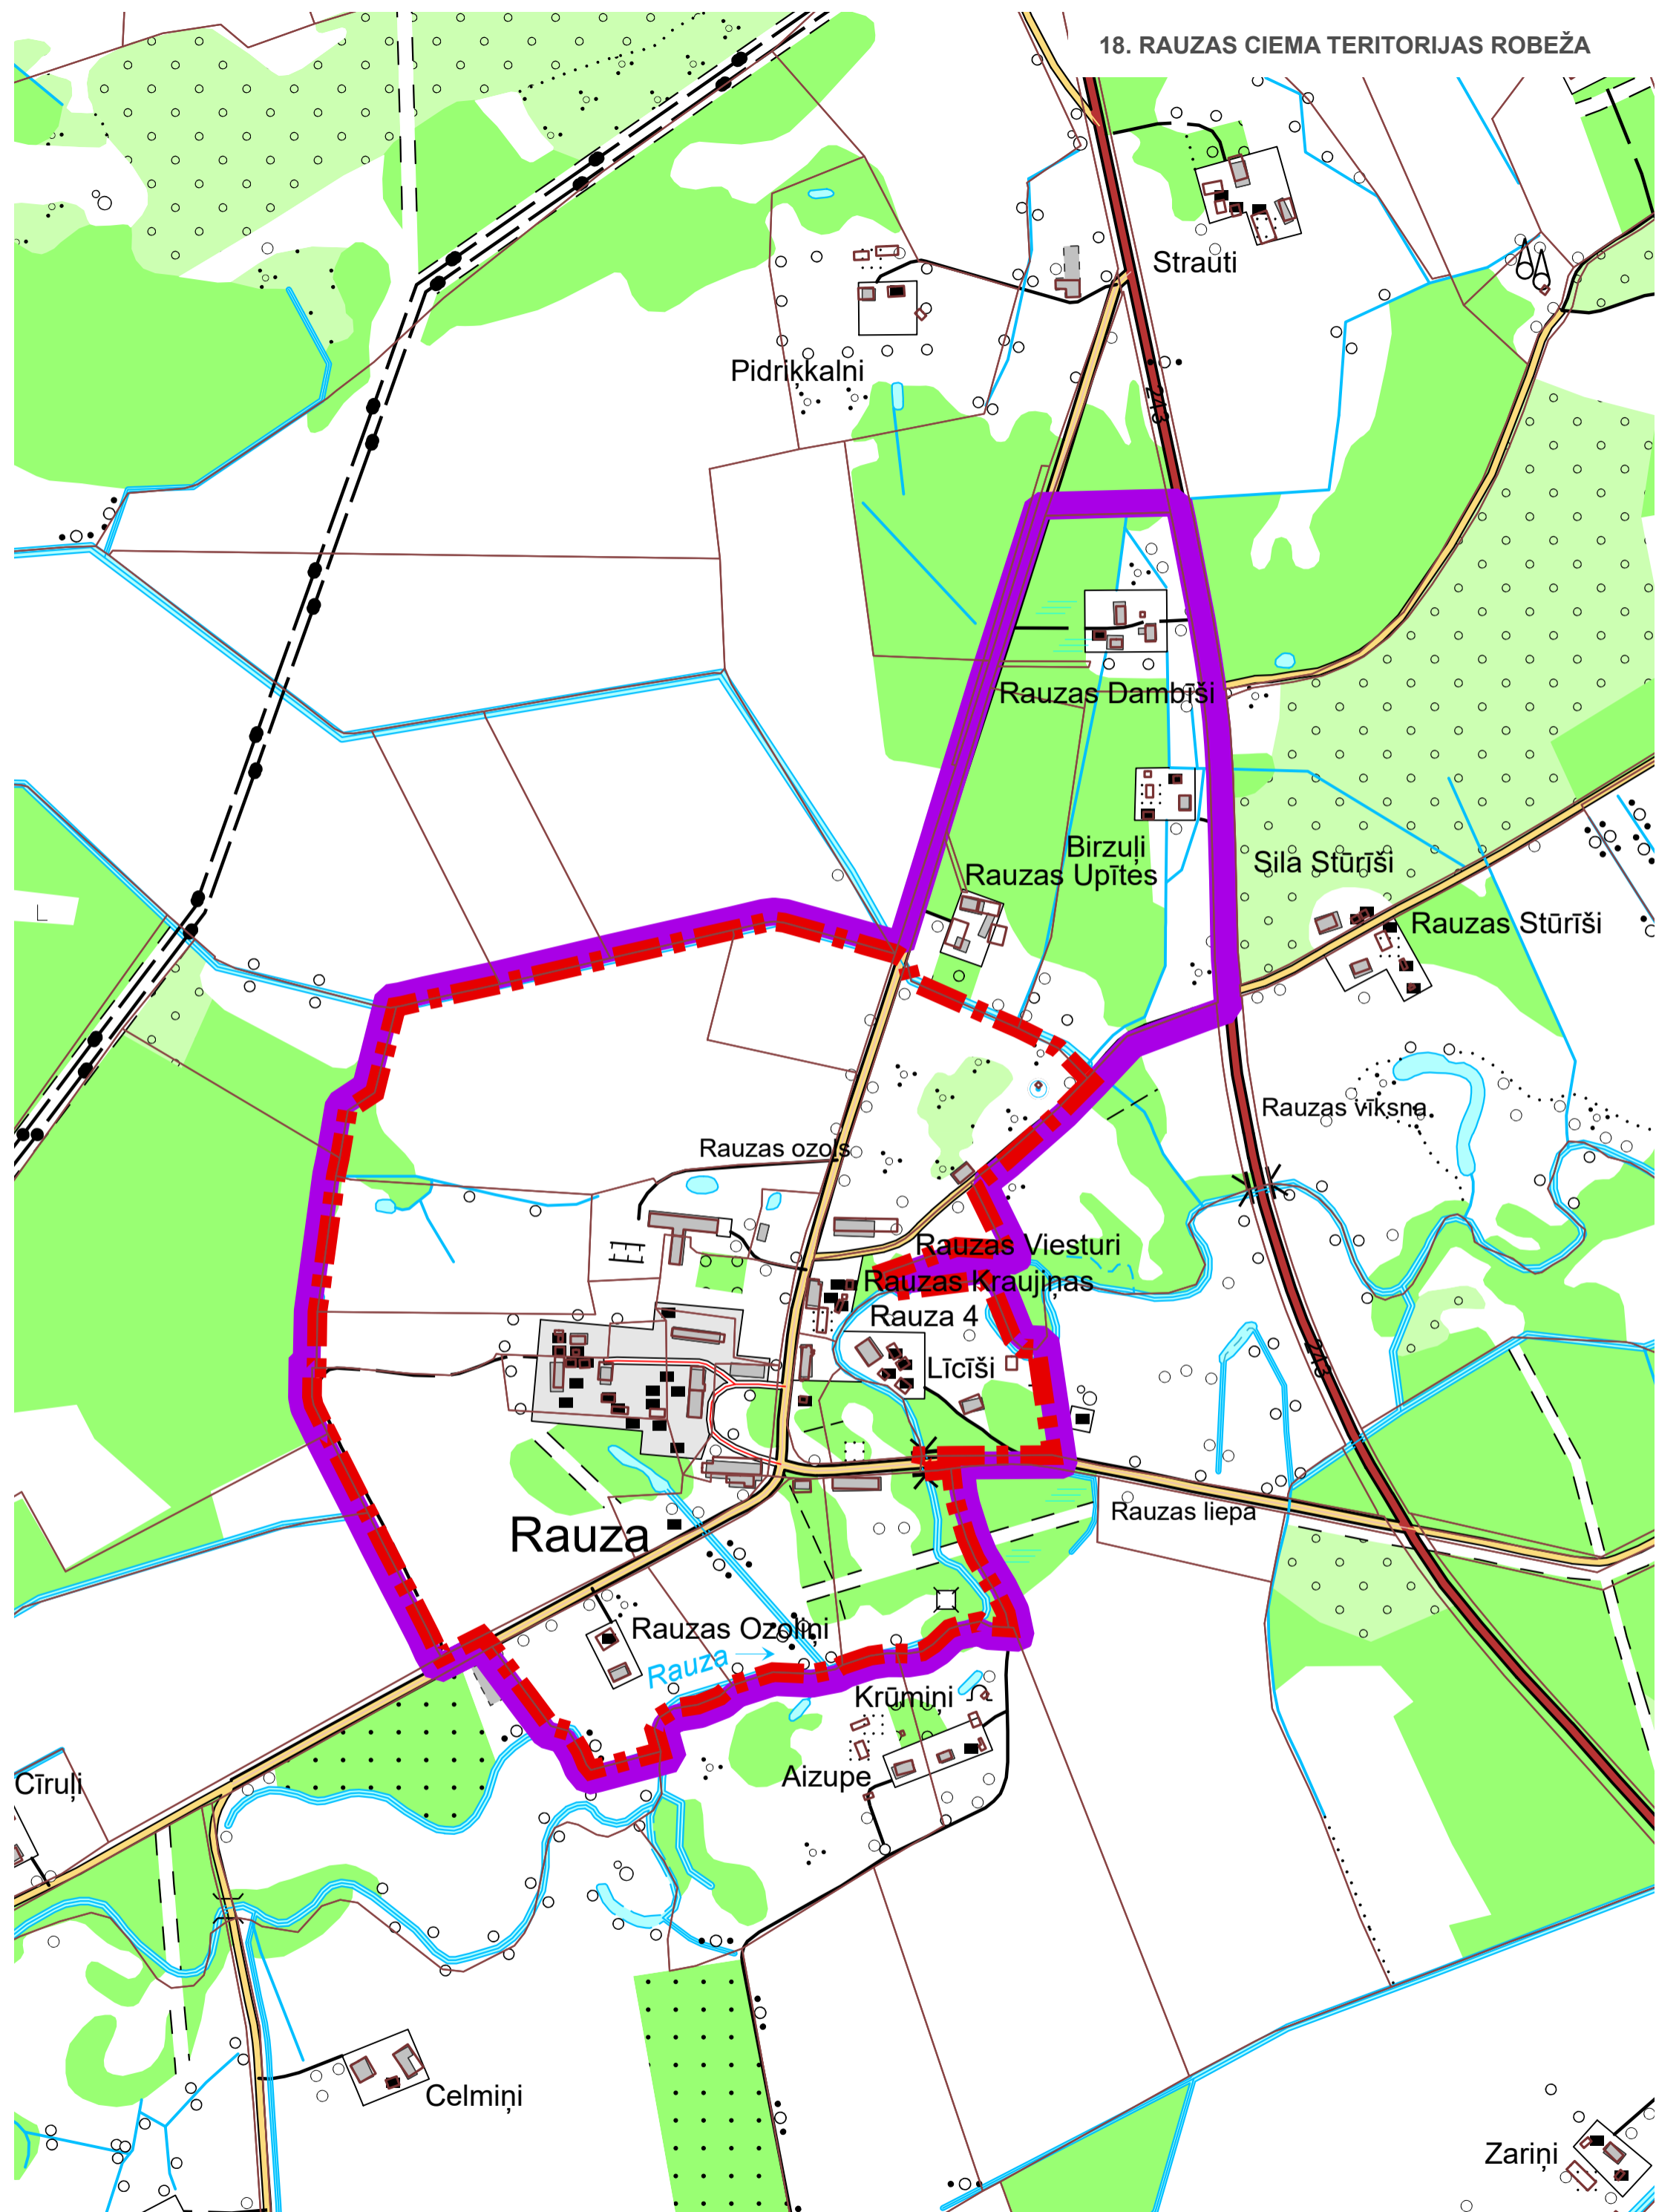 18. RAUZAS CIEMA TERITORIJAS ROBEŽA
Strauti
Pidriķkalni
243
Rauzas Dambīši
Birzuļi
Rauzas Upītes
Sila Stūrīši
Rauzas Stūrīši
Rauzas vīksna
Rauzas ozols
Rauzas Viesturi
Rauzas Kraujiņas
Rauza 4
Līcīši
243
Rauzas liepa
Rauza
Rauzas Ozoliņi
Rauza
Krūmiņi
Aizupe
Cīruļi
Celmiņi
Zariņi